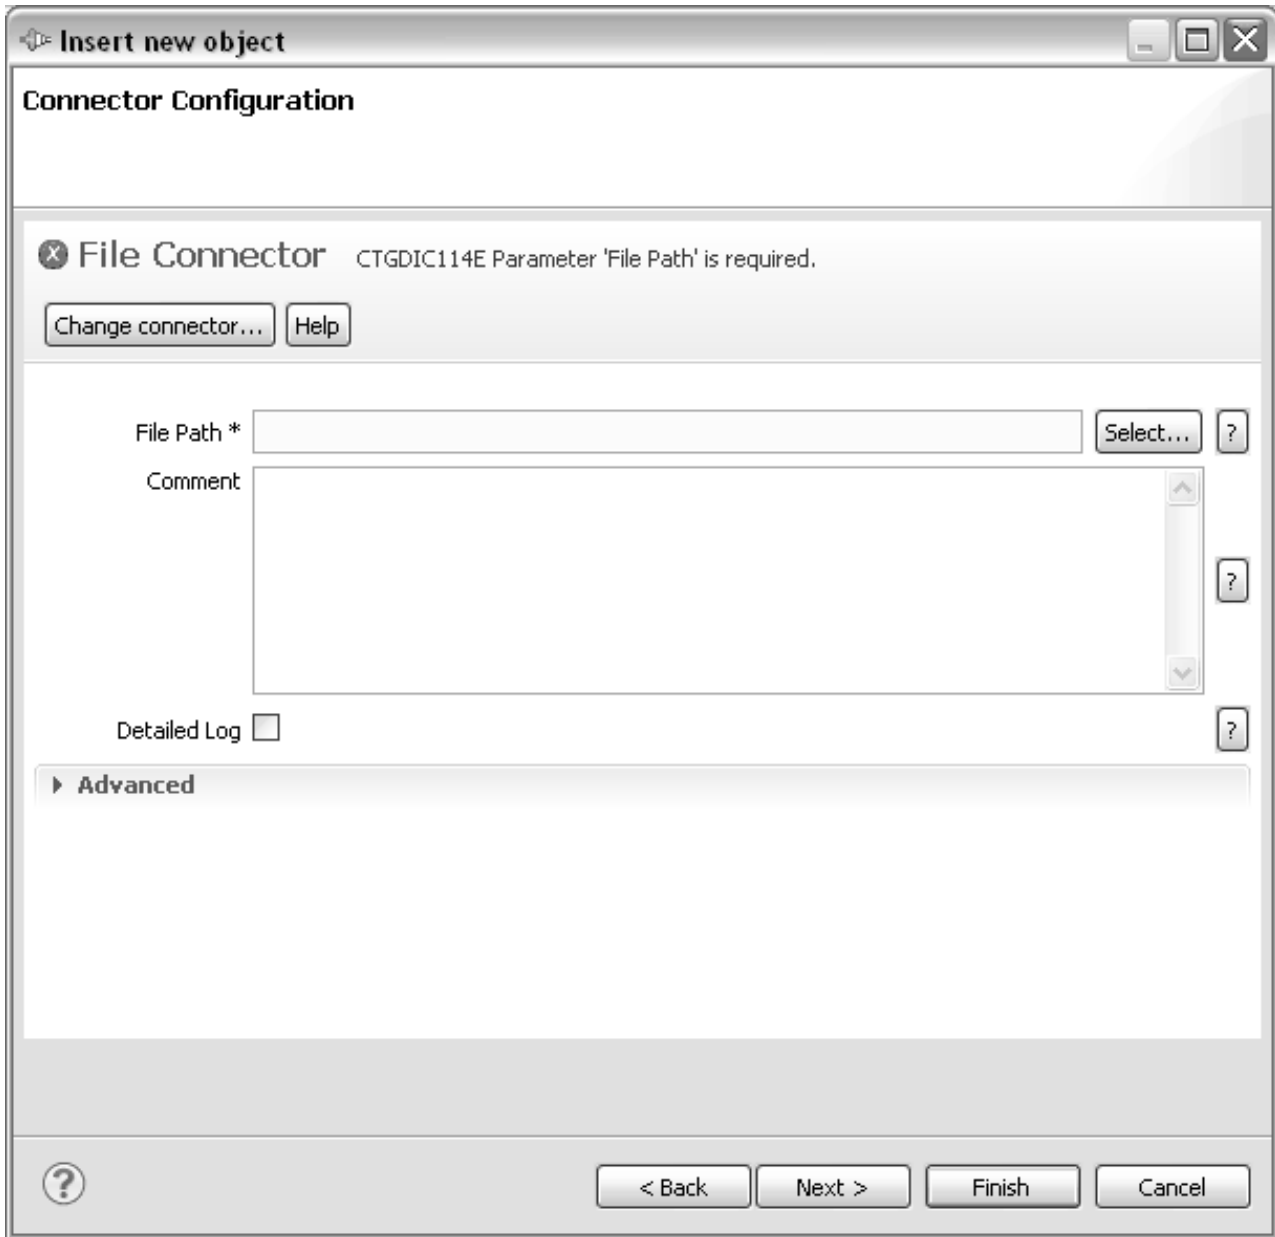 Insert new object
Connector Configuration
File Connector CTGDIC114E Parameter 'File Path' is required.
Change connector... Help
File Path * Select... ?
Comment
?
Detailed Log ?
Advanced
? < Back Next > Finish Cancel